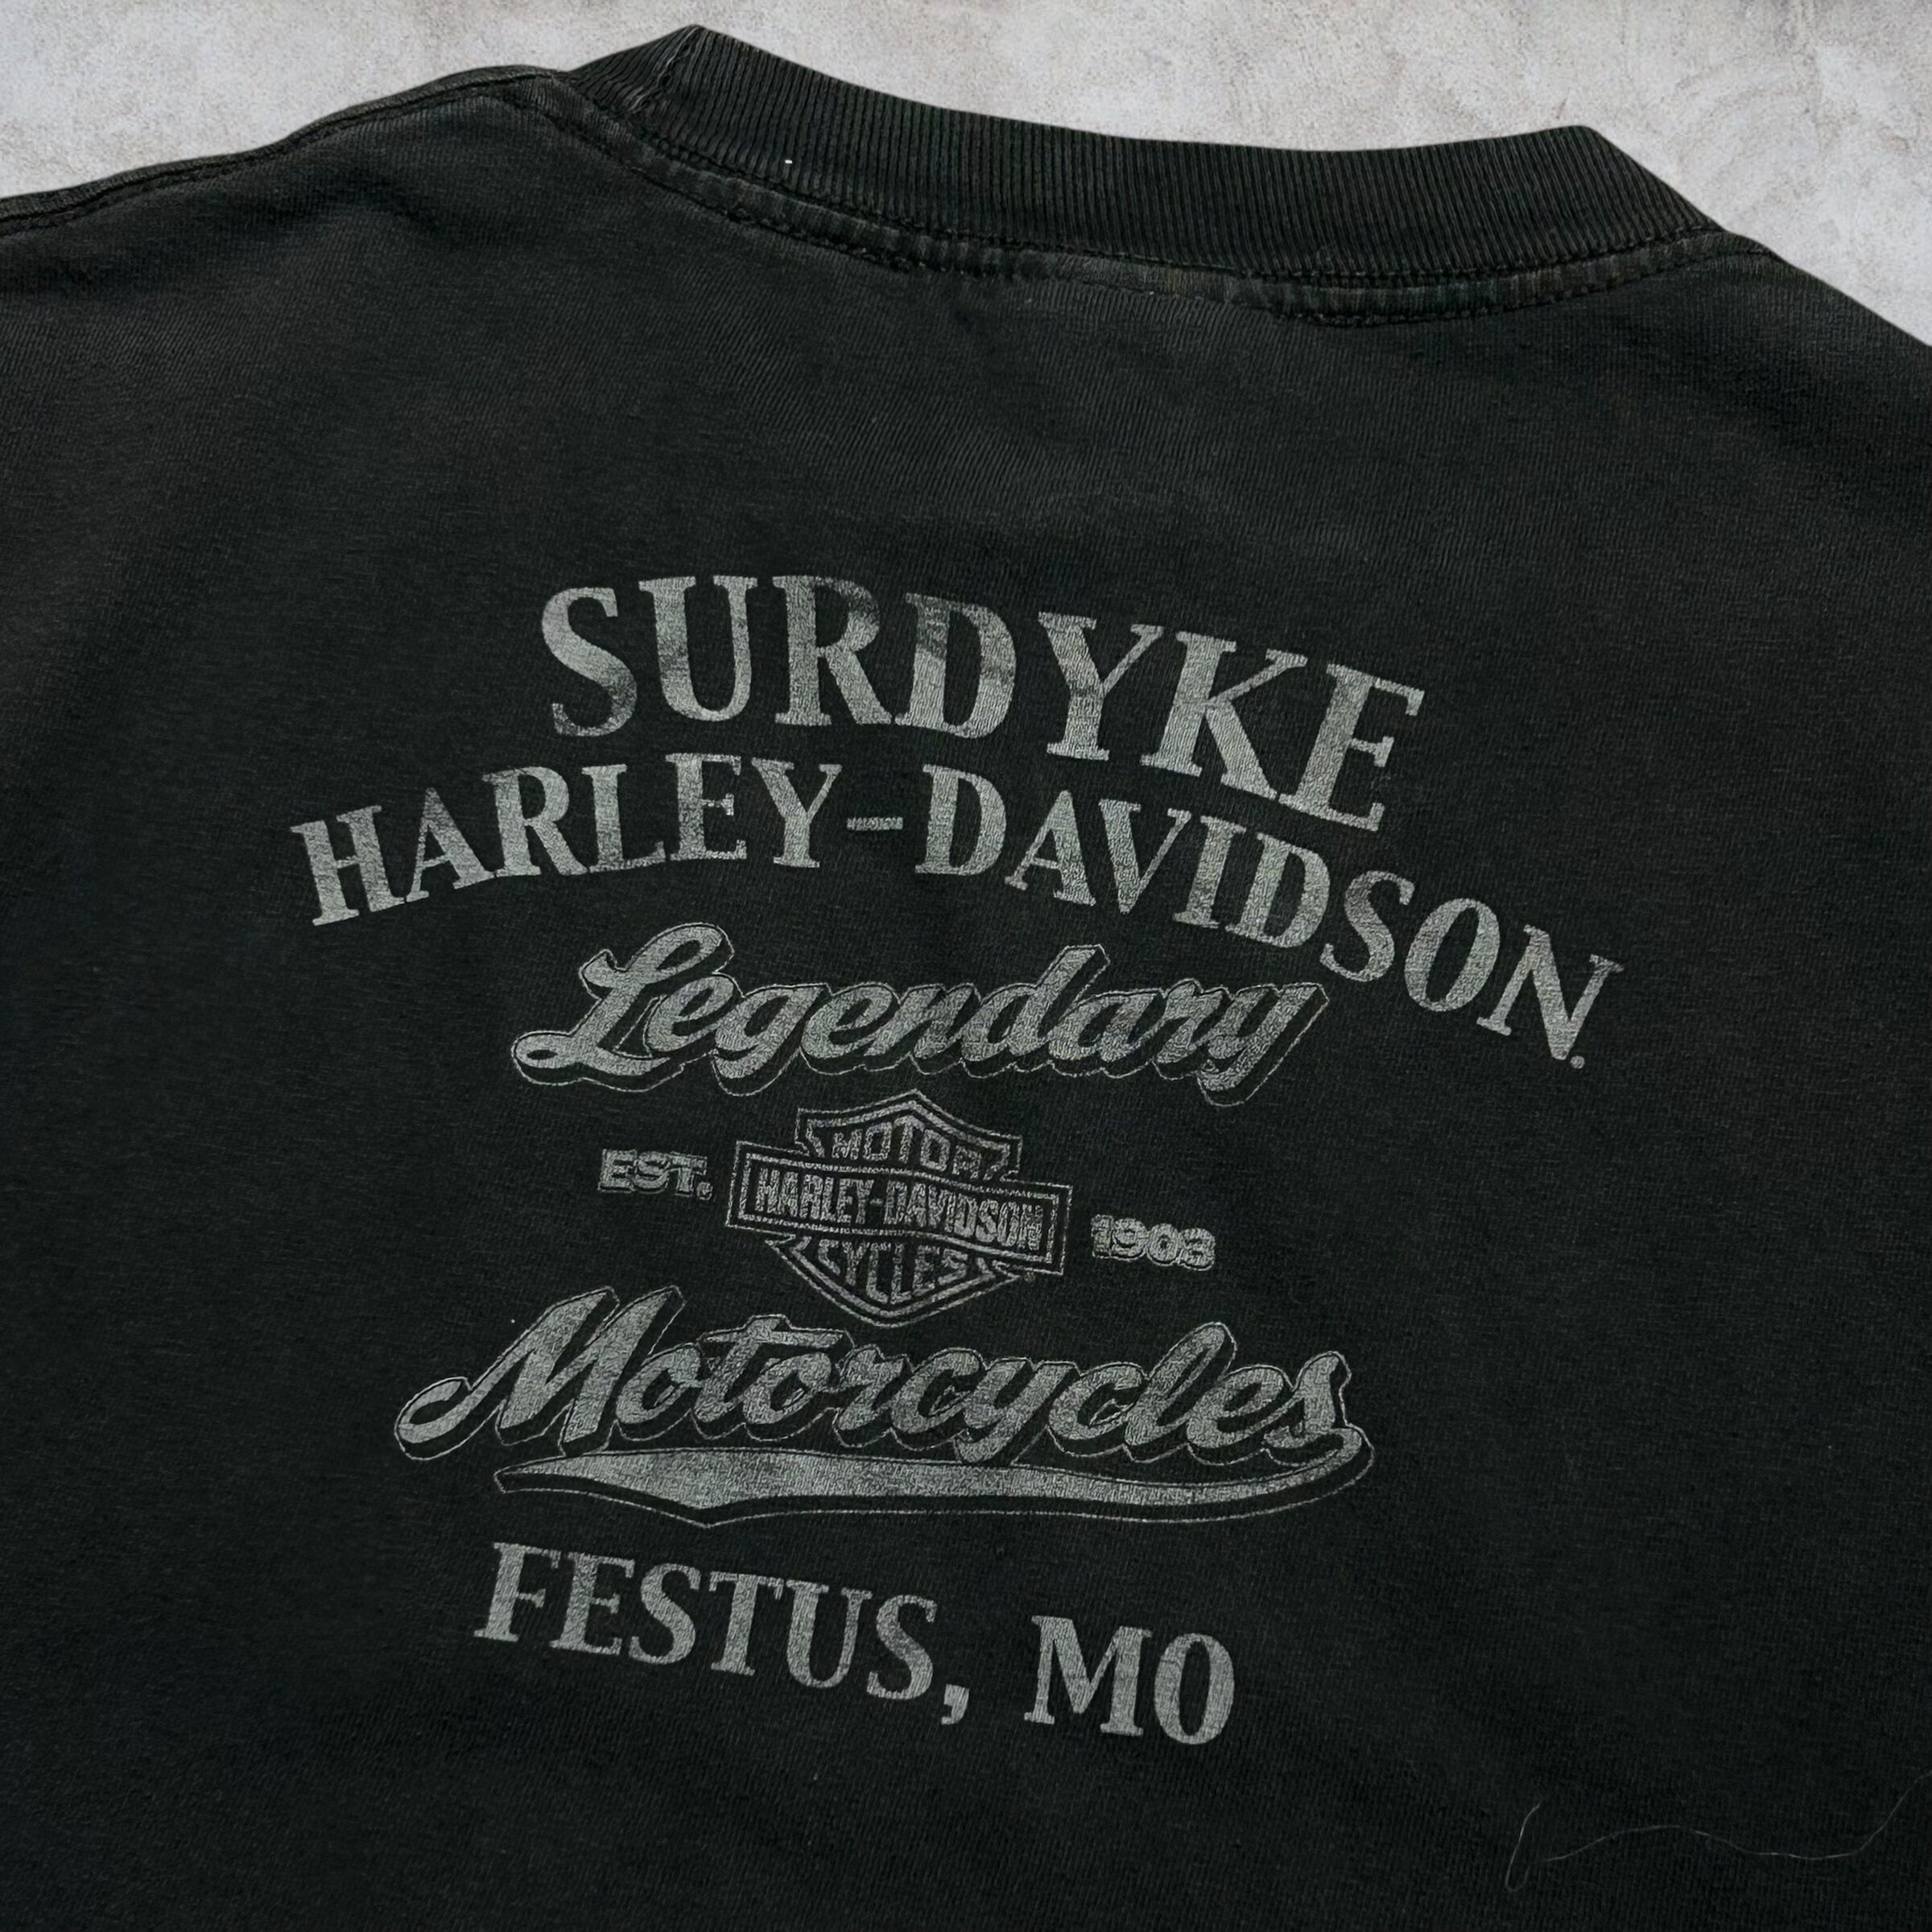 SURDYKE
HARLEY-DAVIDSON.
Legendary
EST. 1903
MOTOR
HARLEY-DAVIDSON
CYCLES
Motorcycles
FESTUS, MO